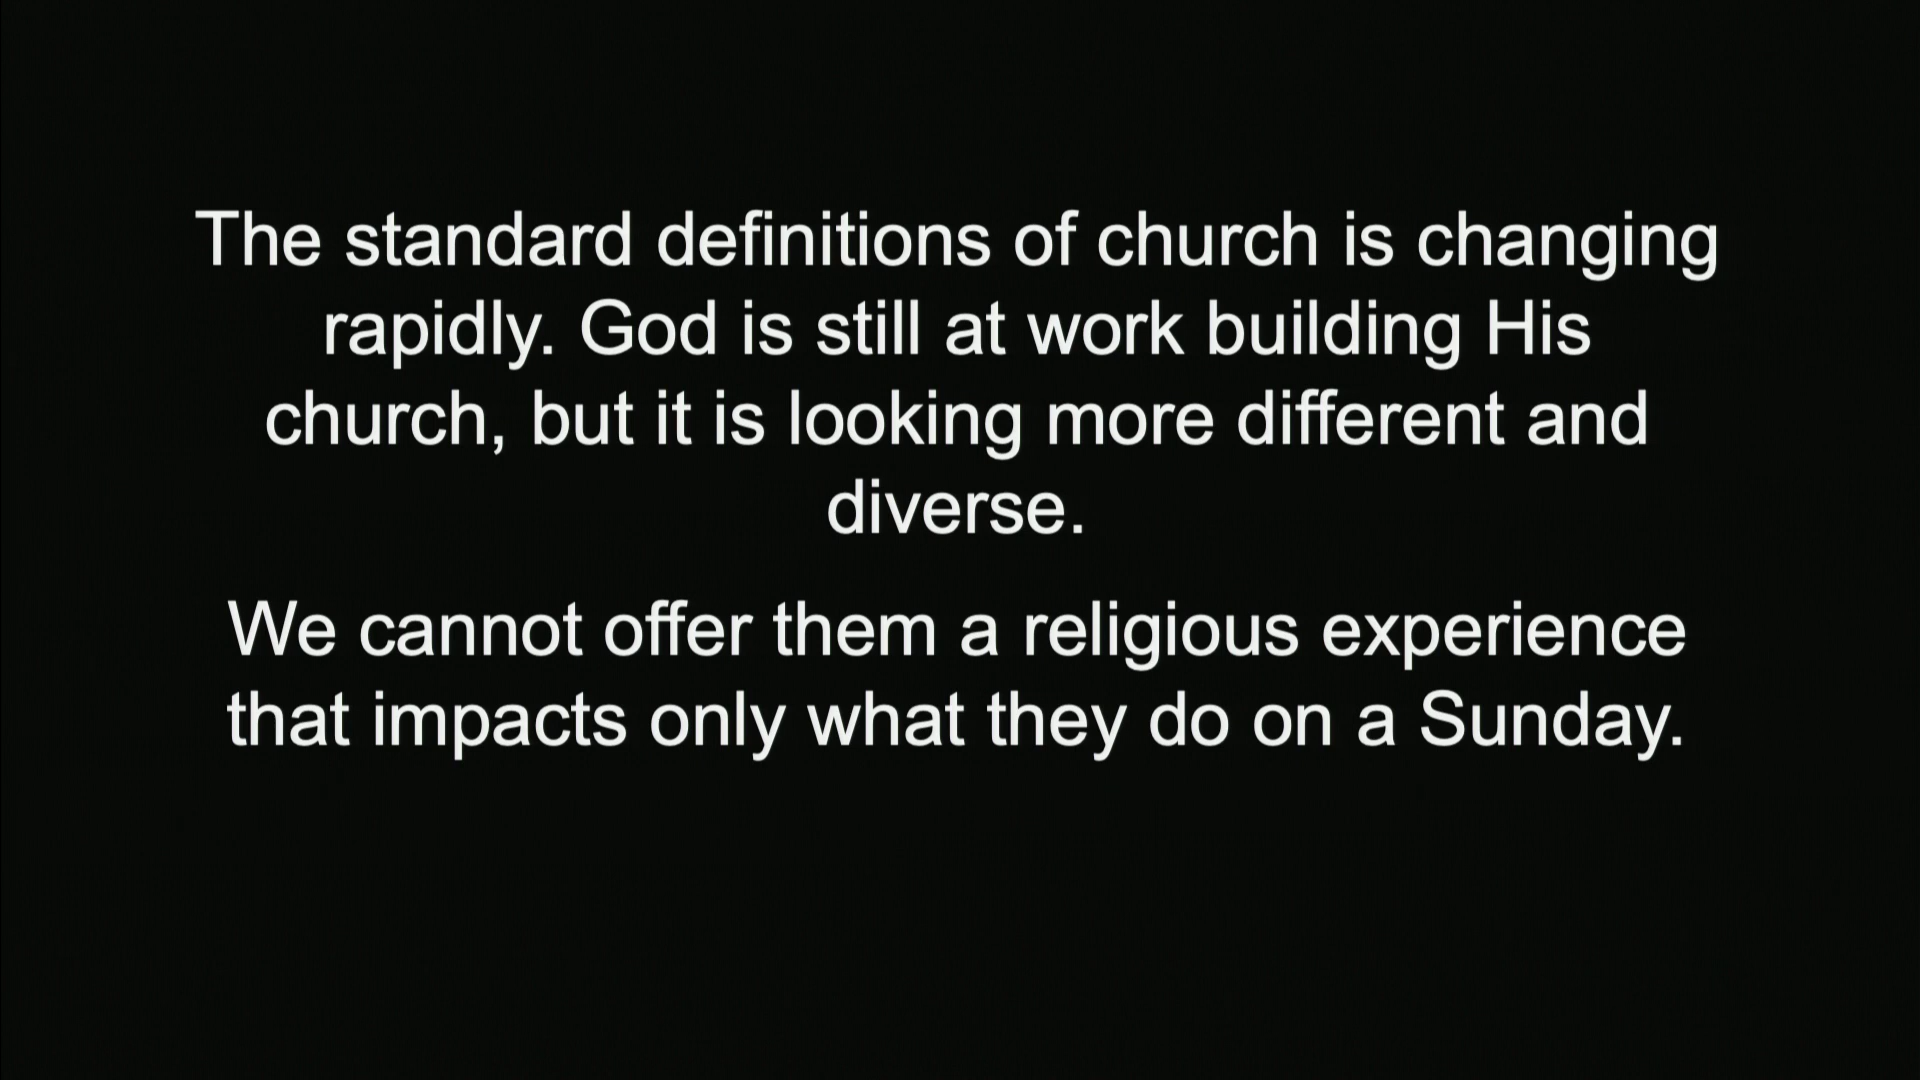 The standard definitions of church is changing
rapidly. God is still at work building His
church, but it is looking more different and
diverse.
We cannot offer them a religious experience
that impacts only what they do on a Sunday.